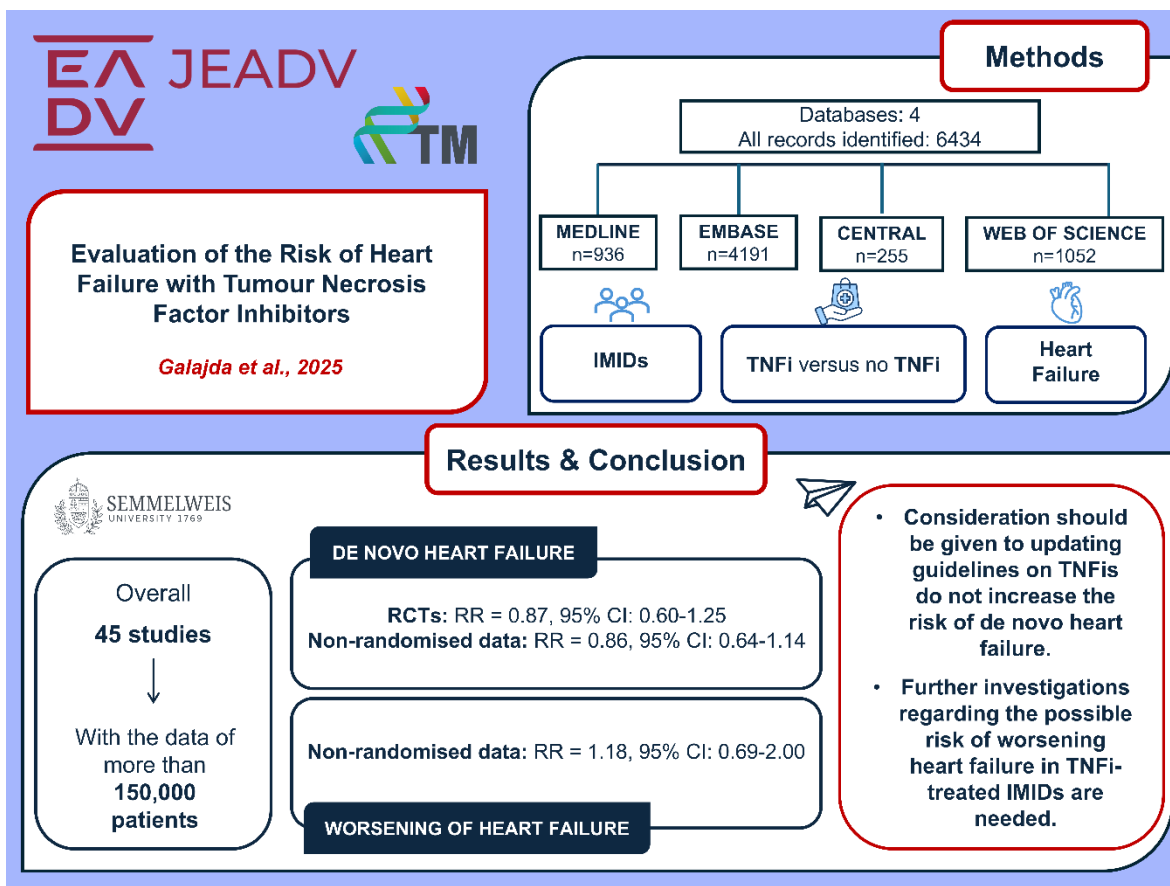 EA
DV
JEADV
TM
Evaluation of the Risk of Heart
Failure with Tumour Necrosis
Factor Inhibitors
Galajda et al., 2025
Methods
Databases: 4
All records identified: 6434
MEDLINE
n=936
EMBASE
n=4191
CENTRAL
n=255
WEB OF SCIENCE
n=1052
IMIDs
TNFi versus no TNFi
Heart
Failure
Results & Conclusion
SEMMELWEIS
UNIVERSITY 1769
Overall
45 studies
With the data of
more than
150,000
patients
DE NOVO HEART FAILURE
RCTs: RR = 0.87, 95% CI: 0.60-1.25
Non-randomised data: RR = 0.86, 95% CI: 0.64-1.14
Non-randomised data: RR = 1.18, 95% CI: 0.69-2.00
WORSENING OF HEART FAILURE
• Consideration should
be given to updating
guidelines on TNFis
do not increase the
risk of de novo heart
failure.
• Further investigations
regarding the possible
risk of worsening
heart failure in TNFi-
treated IMIDs are
needed.